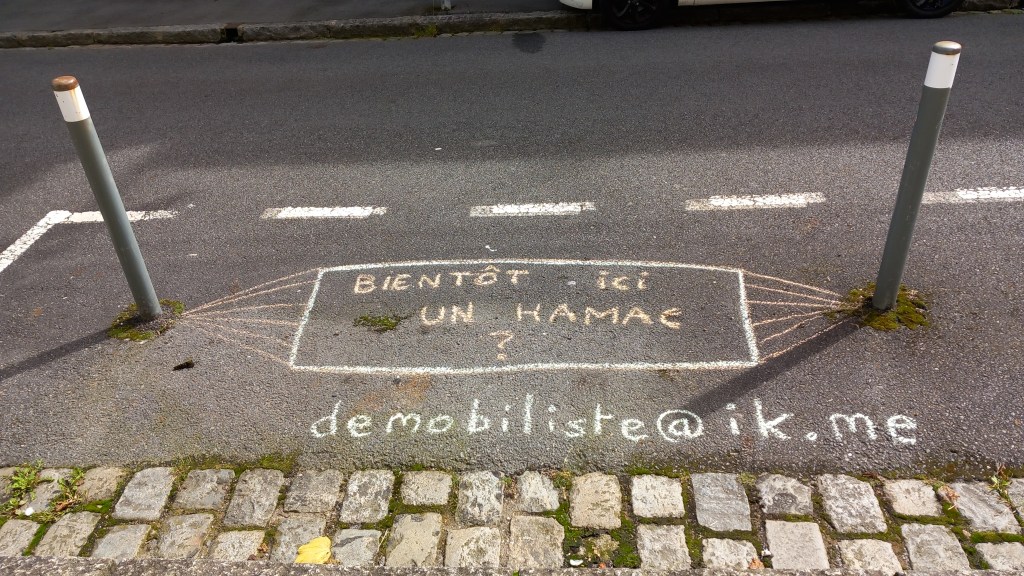 BIENTÔT ici
UN HAMAC
?
demobiliste@ik.me